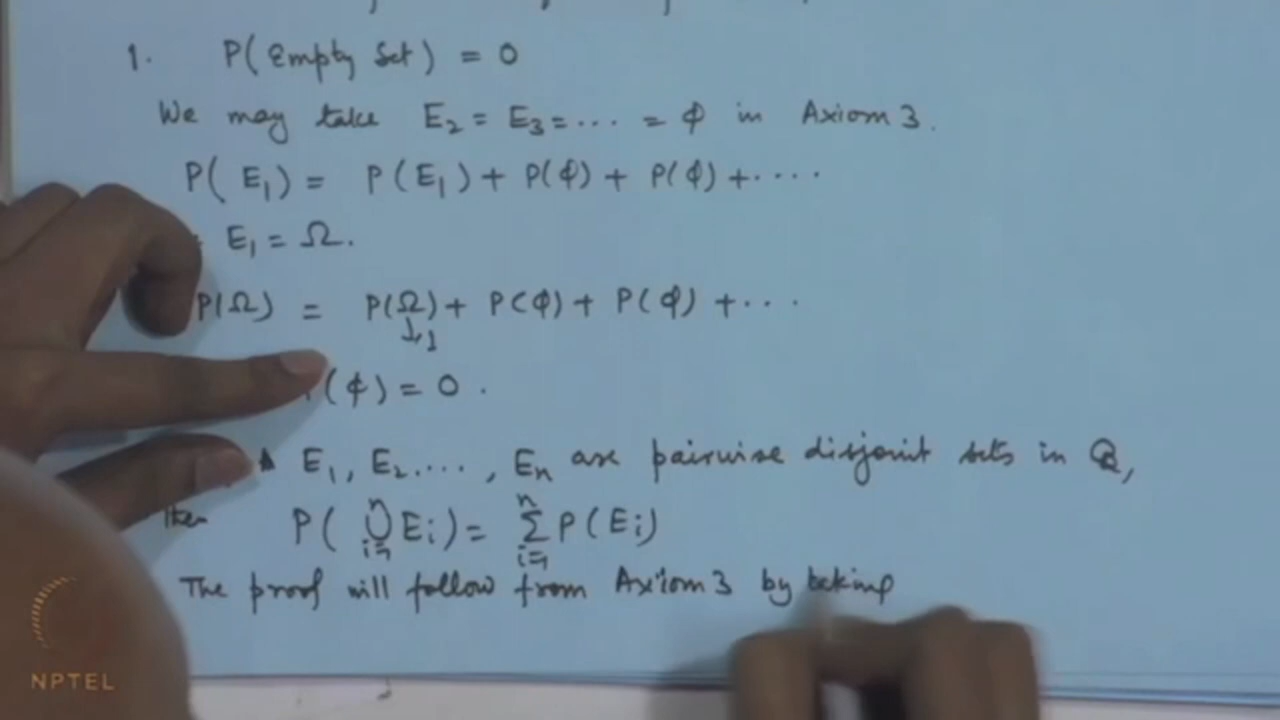 1. P(Empty Set) = 0
We may take E₂ = E₃ = ... = ϕ in Axiom 3.
P( E₁) = P(E₁) + P(ϕ) + P(ϕ) + ....
E₁ = Ω.
P(Ω) = P(Ω) + P(ϕ) + P(ϕ) + ...
↓1
(ϕ) = 0 .
E₁, E₂ ...., Eₙ are pairwise disjoint sets in
Then P( ⋃ᵢ₌₁ⁿ Eᵢ) = Σᵢ₌₁ⁿ P(Eᵢ)
The proof will follow from Axiom 3 by taking
NPTEL